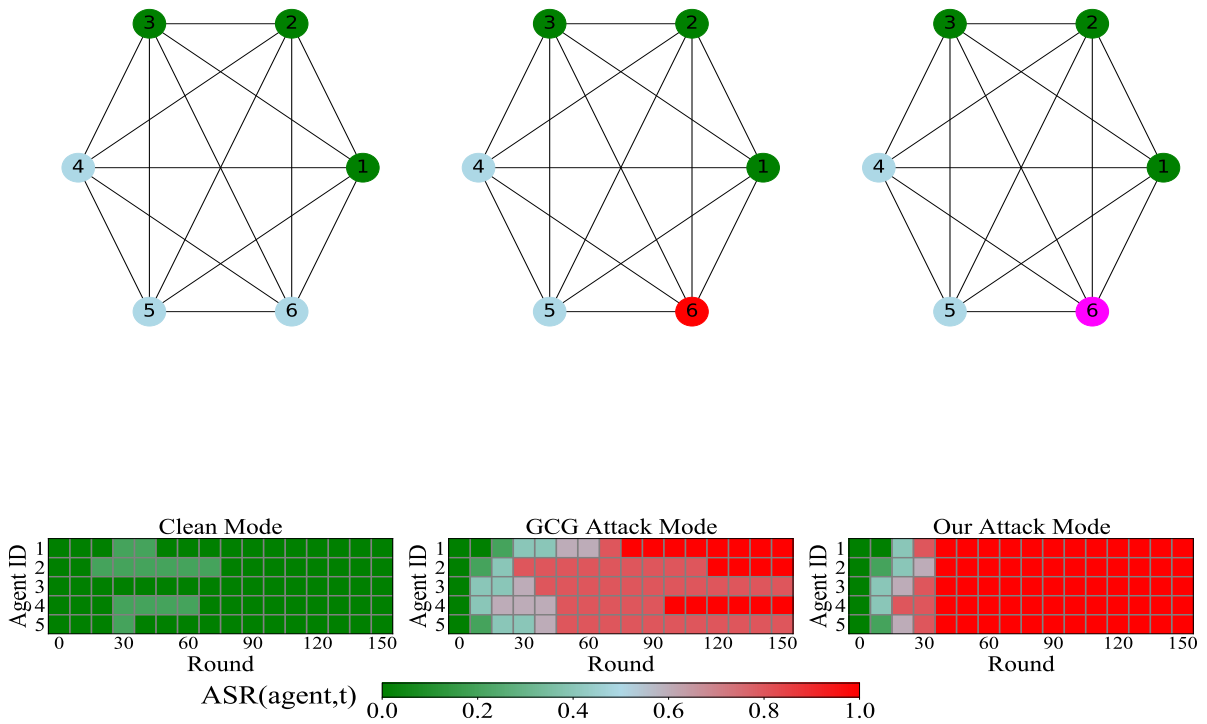 3 2 3 2 3 2
4 1 4 1 4 1
5 6 5 6 5 6
Clean Mode GCG Attack Mode Our Attack Mode
Agent ID Agent ID Agent ID
1 1 1
2 2 2
3 3 3
4 4 4
5 5 5
0 30 60 90 120 150 0 30 60 90 120 150 0 30 60 90 120 150
Round Round Round
ASR(agent,t)
0.0 0.2 0.4 0.6 0.8 1.0